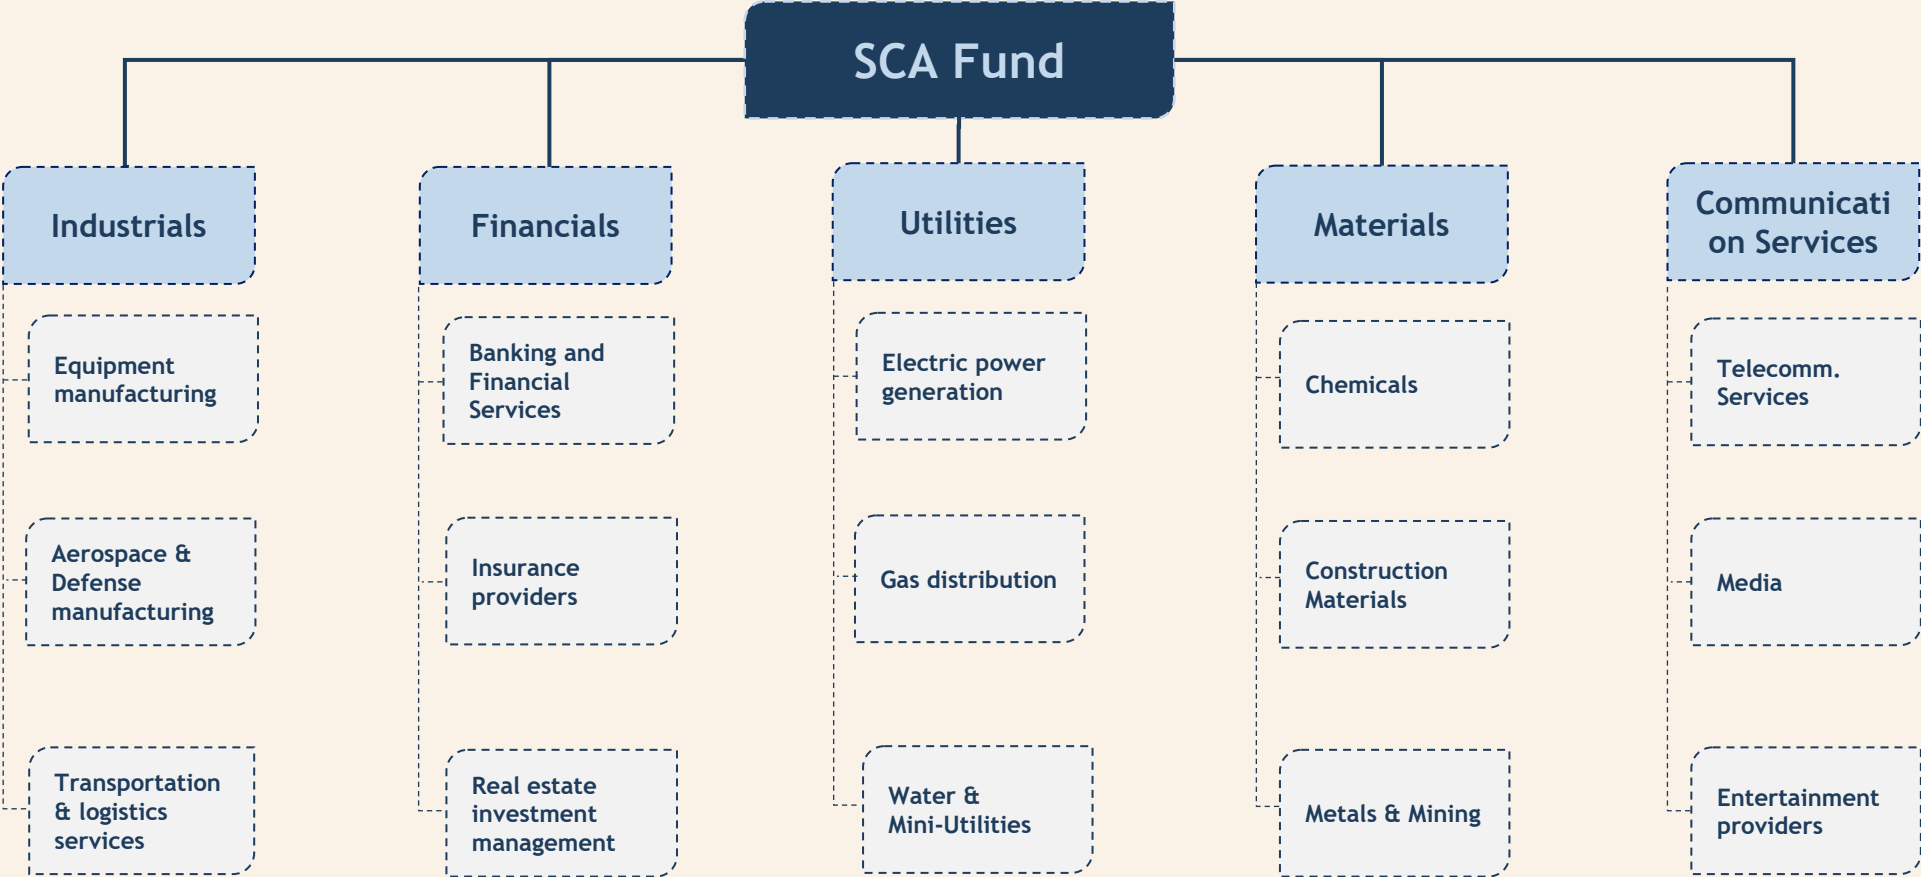 SCA Fund
Industrials
Equipment
manufacturing
Aerospace &
Defense
manufacturing
Transportation
& logistics
services
Financials
Banking and
Financial
Services
Insurance
providers
Real estate
investment
management
Utilities
Electric power
generation
Gas distribution
Water &
Mini-Utilities
Materials
Chemicals
Construction
Materials
Metals & Mining
Communicati
on Services
Telecomm.
Services
Media
Entertainment
providers